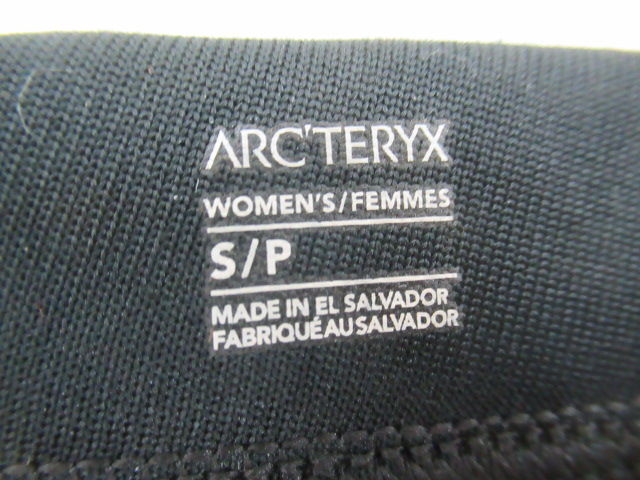 ARC'TERYX
WOMEN'S/FEMMES
S/P
MADE IN EL SALVADOR
FABRIQUÉ AU SALVADOR